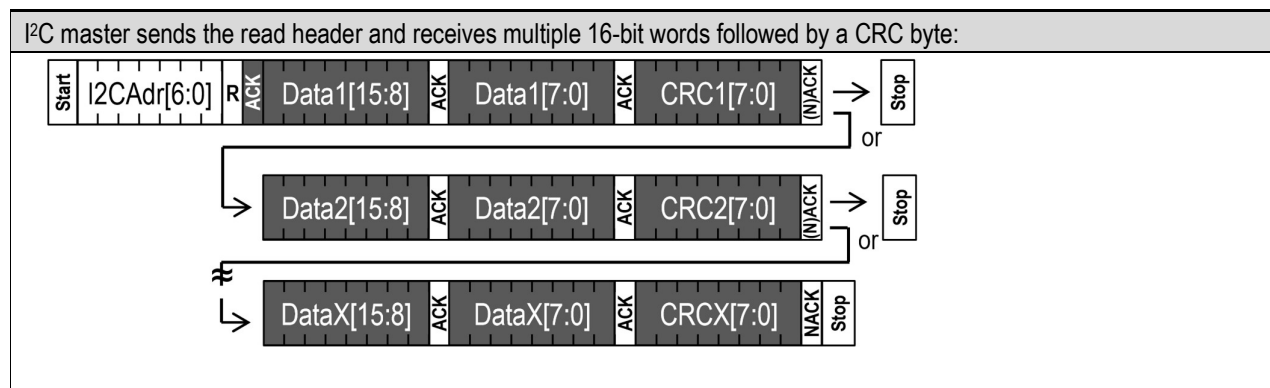 I²C master sends the read header and receives multiple 16-bit words followed by a CRC byte:
Start I2CAdr[6:0] R ACK Data1[15:8] ACK Data1[7:0] ACK CRC1[7:0] (N)ACK Stop
or
Data2[15:8] ACK Data2[7:0] ACK CRC2[7:0] (N)ACK Stop
or
DataX[15:8] ACK DataX[7:0] ACK CRCX[7:0] NACK Stop